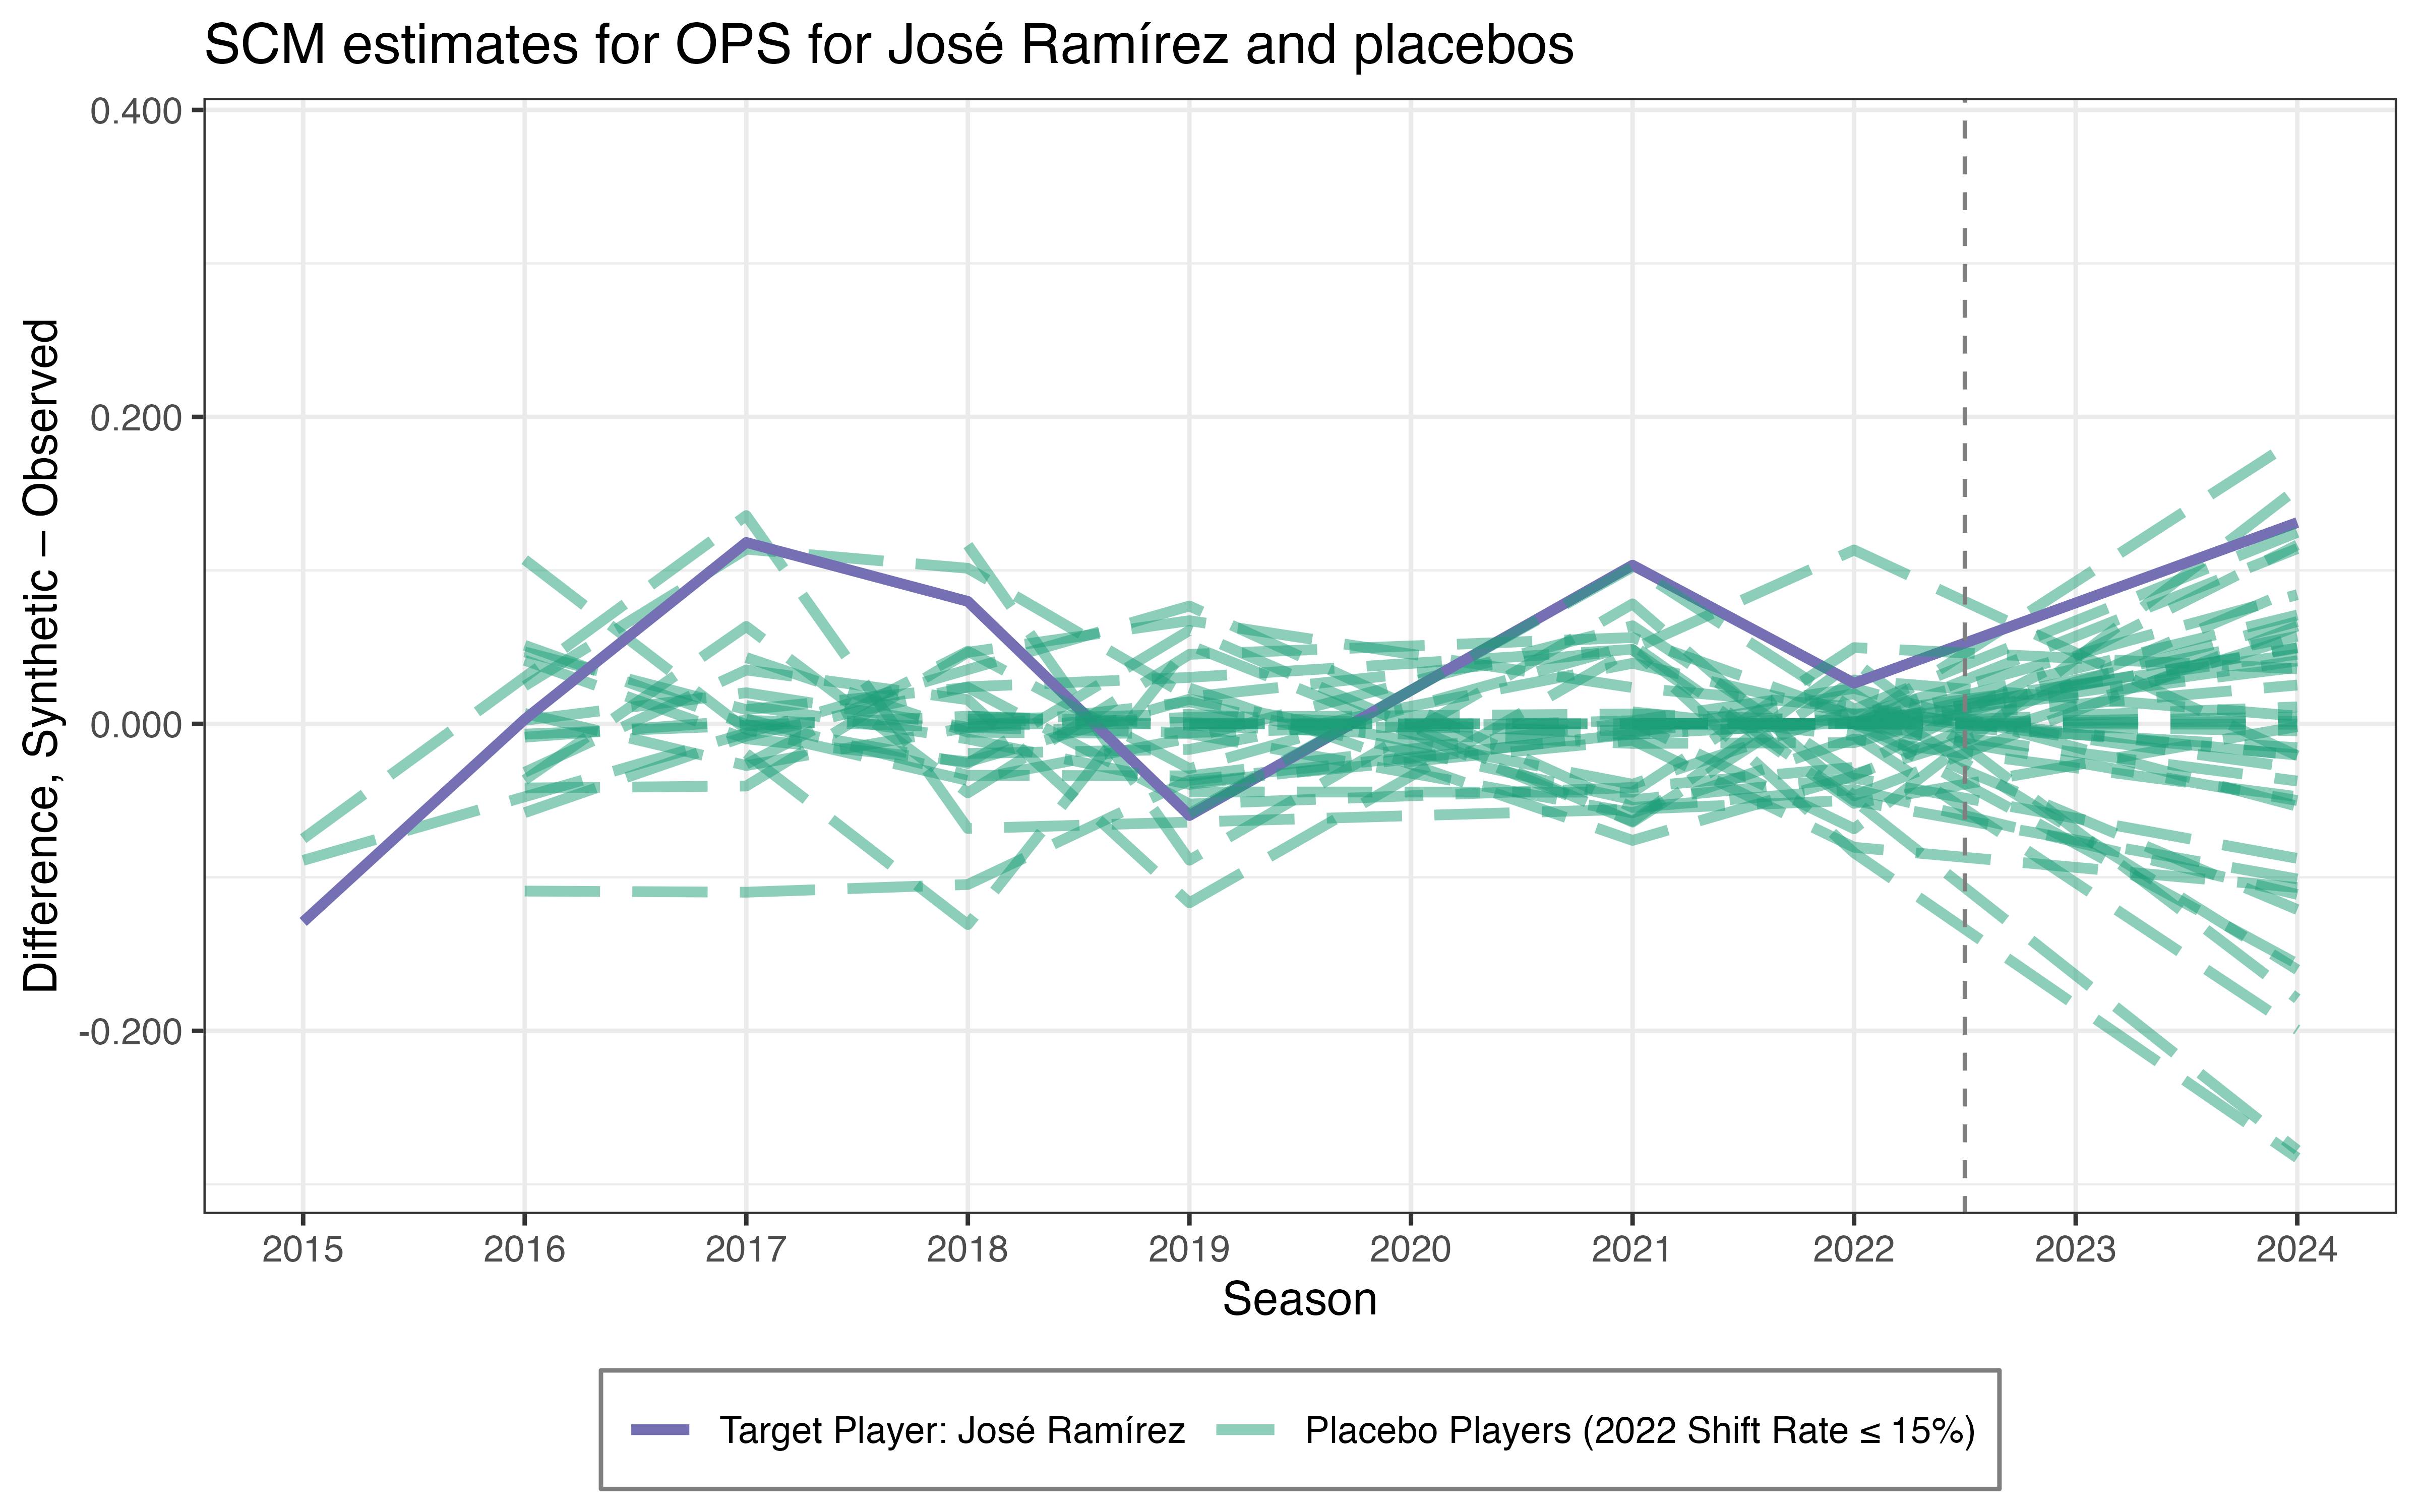 SCM estimates for OPS for José Ramírez and placebos
Difference, Synthetic – Observed
0.400
0.200
0.000
-0.200
2015 2016 2017 2018 2019 2020 2021 2022 2023 2024
Season
Target Player: José Ramírez Placebo Players (2022 Shift Rate ≤ 15%)